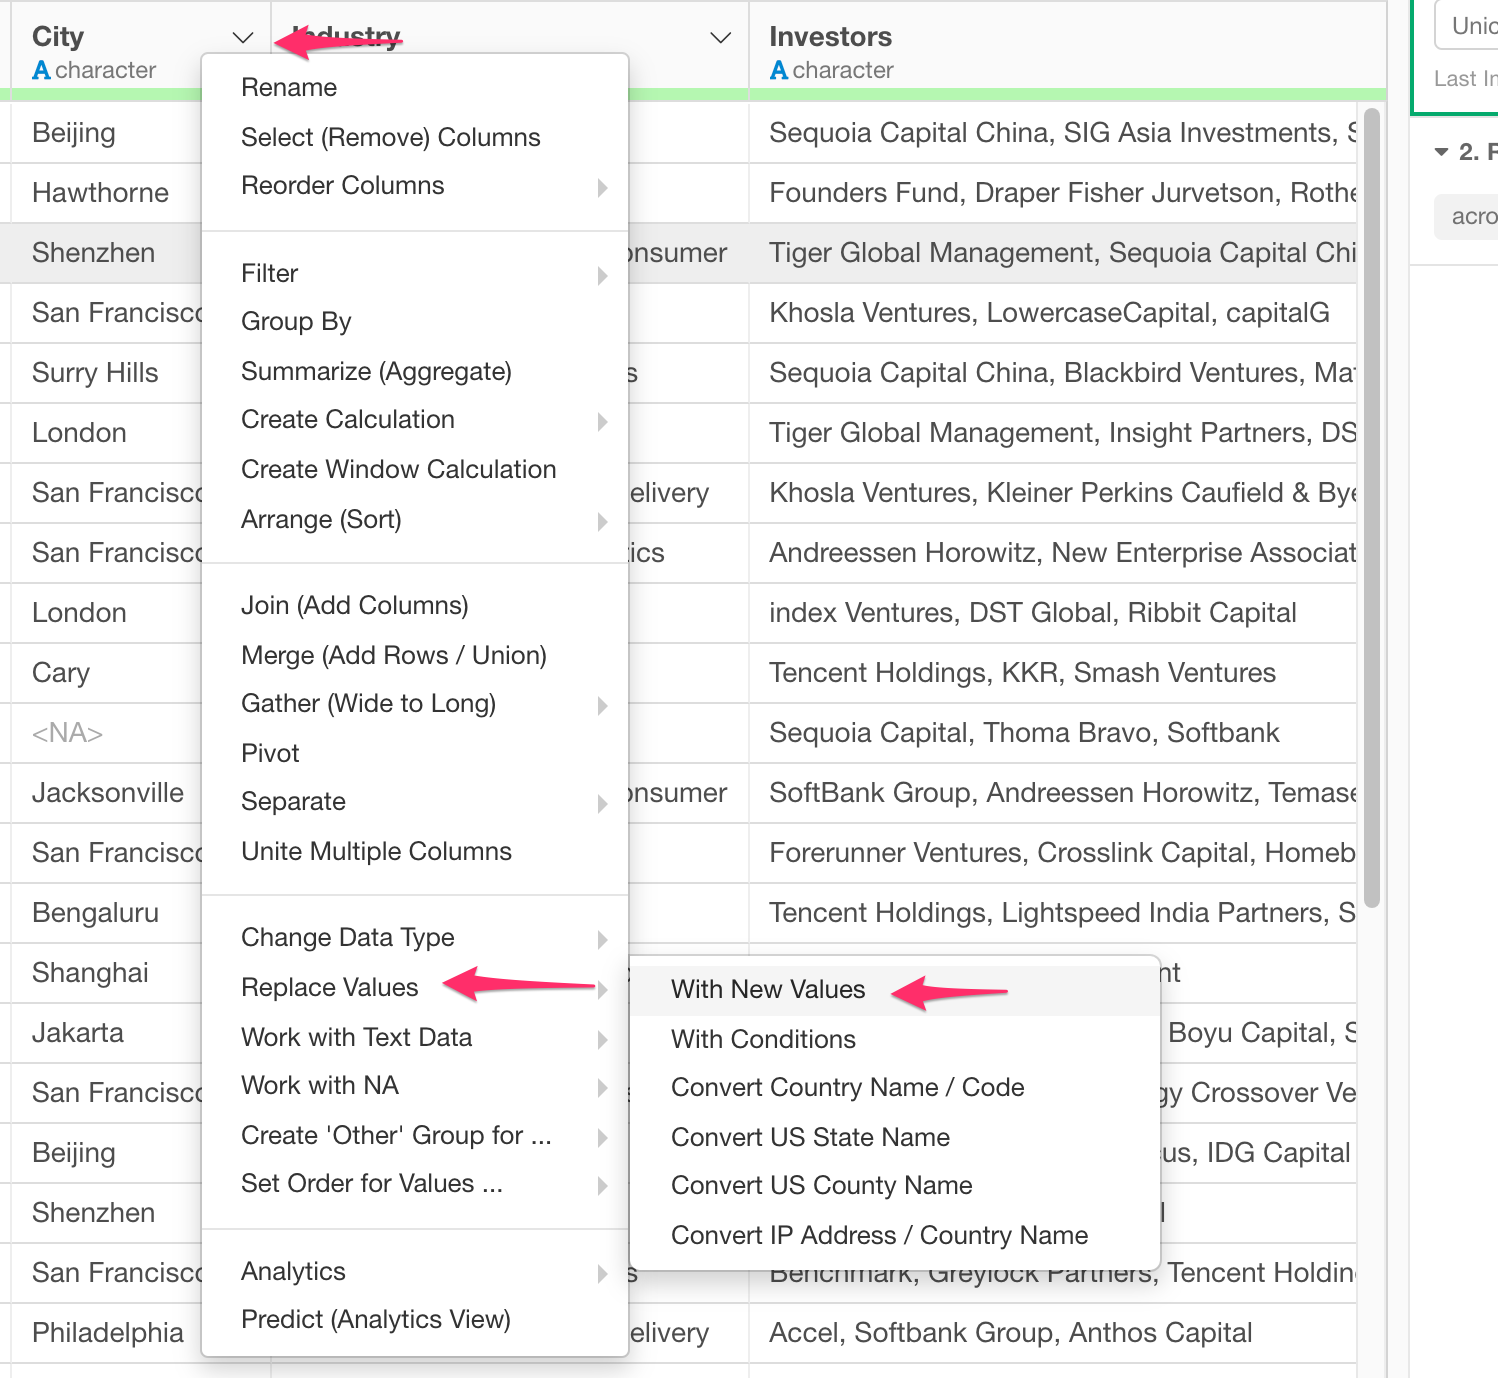 City
Industry
Investors
A character
A character
Unic
Last In
2. F
acro
Beijing
Sequoia Capital China, SIG Asia Investments, S
Hawthorne
Founders Fund, Draper Fisher Jurvetson, Rothe
Shenzhen
onsumer
Tiger Global Management, Sequoia Capital Chi
San Francisco
Khosla Ventures, LowercaseCapital, capitalG
Surry Hills
s
Sequoia Capital China, Blackbird Ventures, Mat
London
Tiger Global Management, Insight Partners, DS
San Francisco
elivery
Khosla Ventures, Kleiner Perkins Caufield & Bye
San Francisco
tics
Andreessen Horowitz, New Enterprise Associat
London
index Ventures, DST Global, Ribbit Capital
Cary
Tencent Holdings, KKR, Smash Ventures
<NA>
Sequoia Capital, Thoma Bravo, Softbank
Jacksonville
onsumer
SoftBank Group, Andreessen Horowitz, Temase
San Francisco
Forerunner Ventures, Crosslink Capital, Homeb
Bengaluru
Tencent Holdings, Lightspeed India Partners, S
Shanghai
nt
Jakarta
Boyu Capital, S
San Francisco
gy Crossover Ve
Beijing
cus, IDG Capital
Shenzhen
l
San Francisco
s
Benchmark, Greylock Partners, Tencent Holdin
Philadelphia
elivery
Accel, Softbank Group, Anthos Capital
Rename
Select (Remove) Columns
Reorder Columns
Filter
Group By
Summarize (Aggregate)
Create Calculation
Create Window Calculation
Arrange (Sort)
Join (Add Columns)
Merge (Add Rows / Union)
Gather (Wide to Long)
Pivot
Separate
Unite Multiple Columns
Change Data Type
Replace Values
Work with Text Data
Work with NA
Create 'Other' Group for ...
Set Order for Values ...
Analytics
Predict (Analytics View)
With New Values
With Conditions
Convert Country Name / Code
Convert US State Name
Convert US County Name
Convert IP Address / Country Name